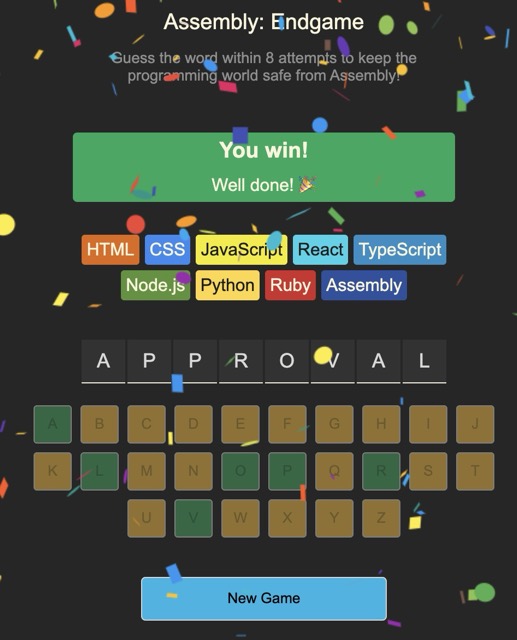 Assembly: Endgame
Guess the word within 8 attempts to keep the
programming world safe from Assembly!
You win!
Well done! 🎉
HTML CSS JavaScript React TypeScript
Node.js Python Ruby Assembly
A P P R O V A L
A B C D E F G H I J
K L M N O P Q R S T
U V W X Y Z
New Game